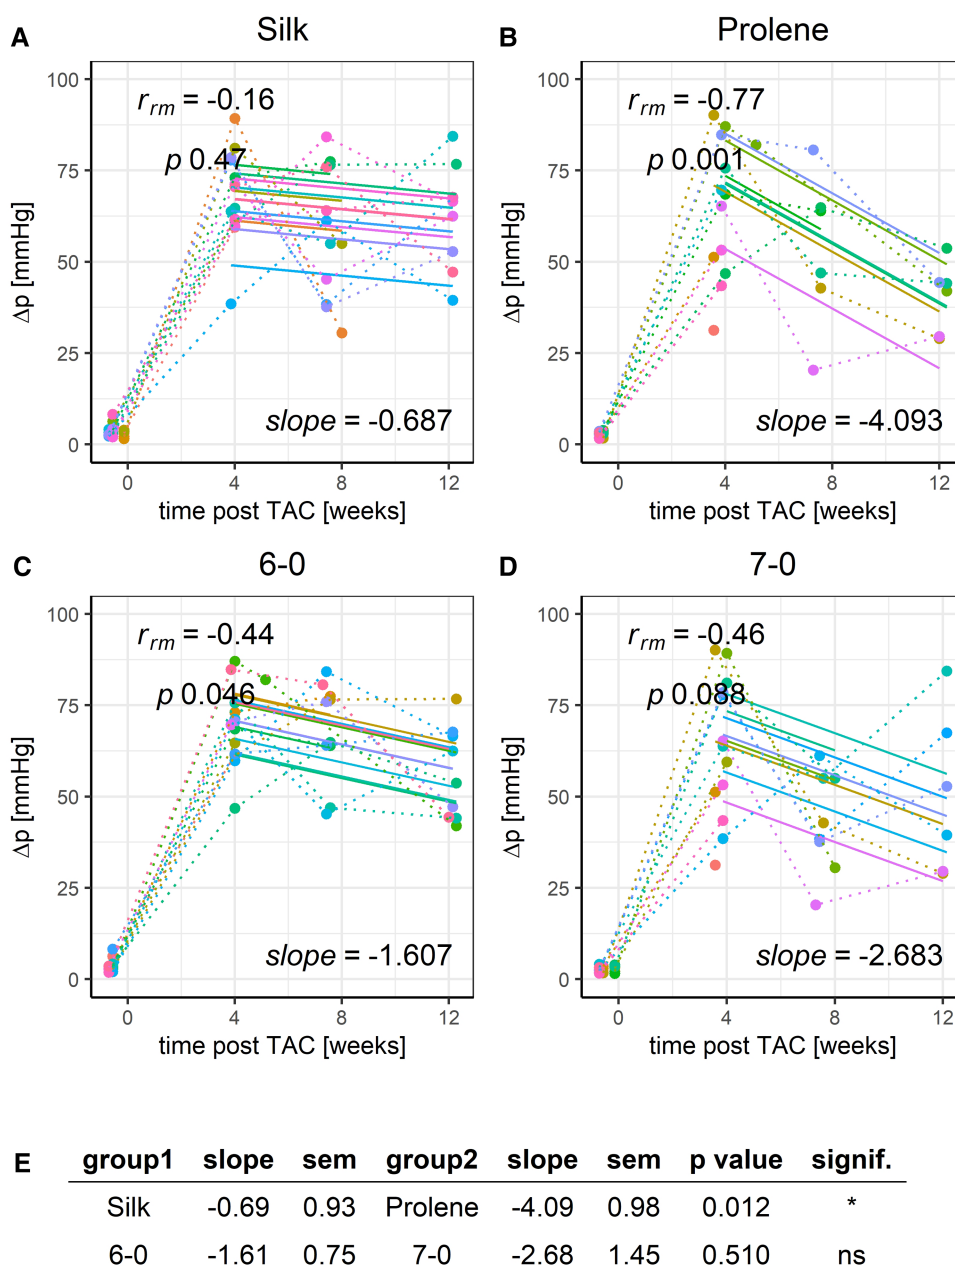 A Silk
100
75
50
25
0
r_rm = -0.16
p 0.47
slope = -0.687
0 4 8 12
time post TAC [weeks]
Δp [mmHg]
B Prolene
100
75
50
25
0
r_rm = -0.77
p 0.001
slope = -4.093
0 4 8 12
time post TAC [weeks]
Δp [mmHg]
C 6-0
100
75
50
25
0
r_rm = -0.44
p 0.046
slope = -1.607
0 4 8 12
time post TAC [weeks]
Δp [mmHg]
D 7-0
100
75
50
25
0
r_rm = -0.46
p 0.088
slope = -2.683
0 4 8 12
time post TAC [weeks]
Δp [mmHg]
E group1 slope sem group2 slope sem p value signif.
Silk -0.69 0.93 Prolene -4.09 0.98 0.012 *
6-0 -1.61 0.75 7-0 -2.68 1.45 0.510 ns